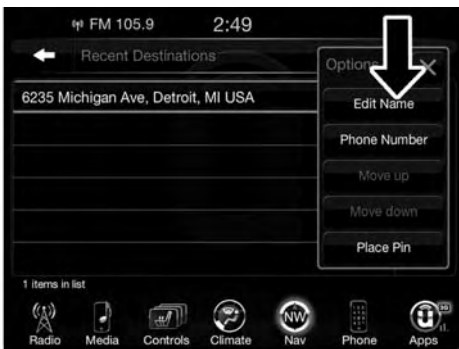 FM 105.9 2:49
Recent Destinations
Options
6235 Michigan Ave, Detroit, MI USA
Edit Name
Phone Number
Move up
Move down
Place Pin
1 items in list
NW
Radio Media Controls Climate Nav Phone Apps